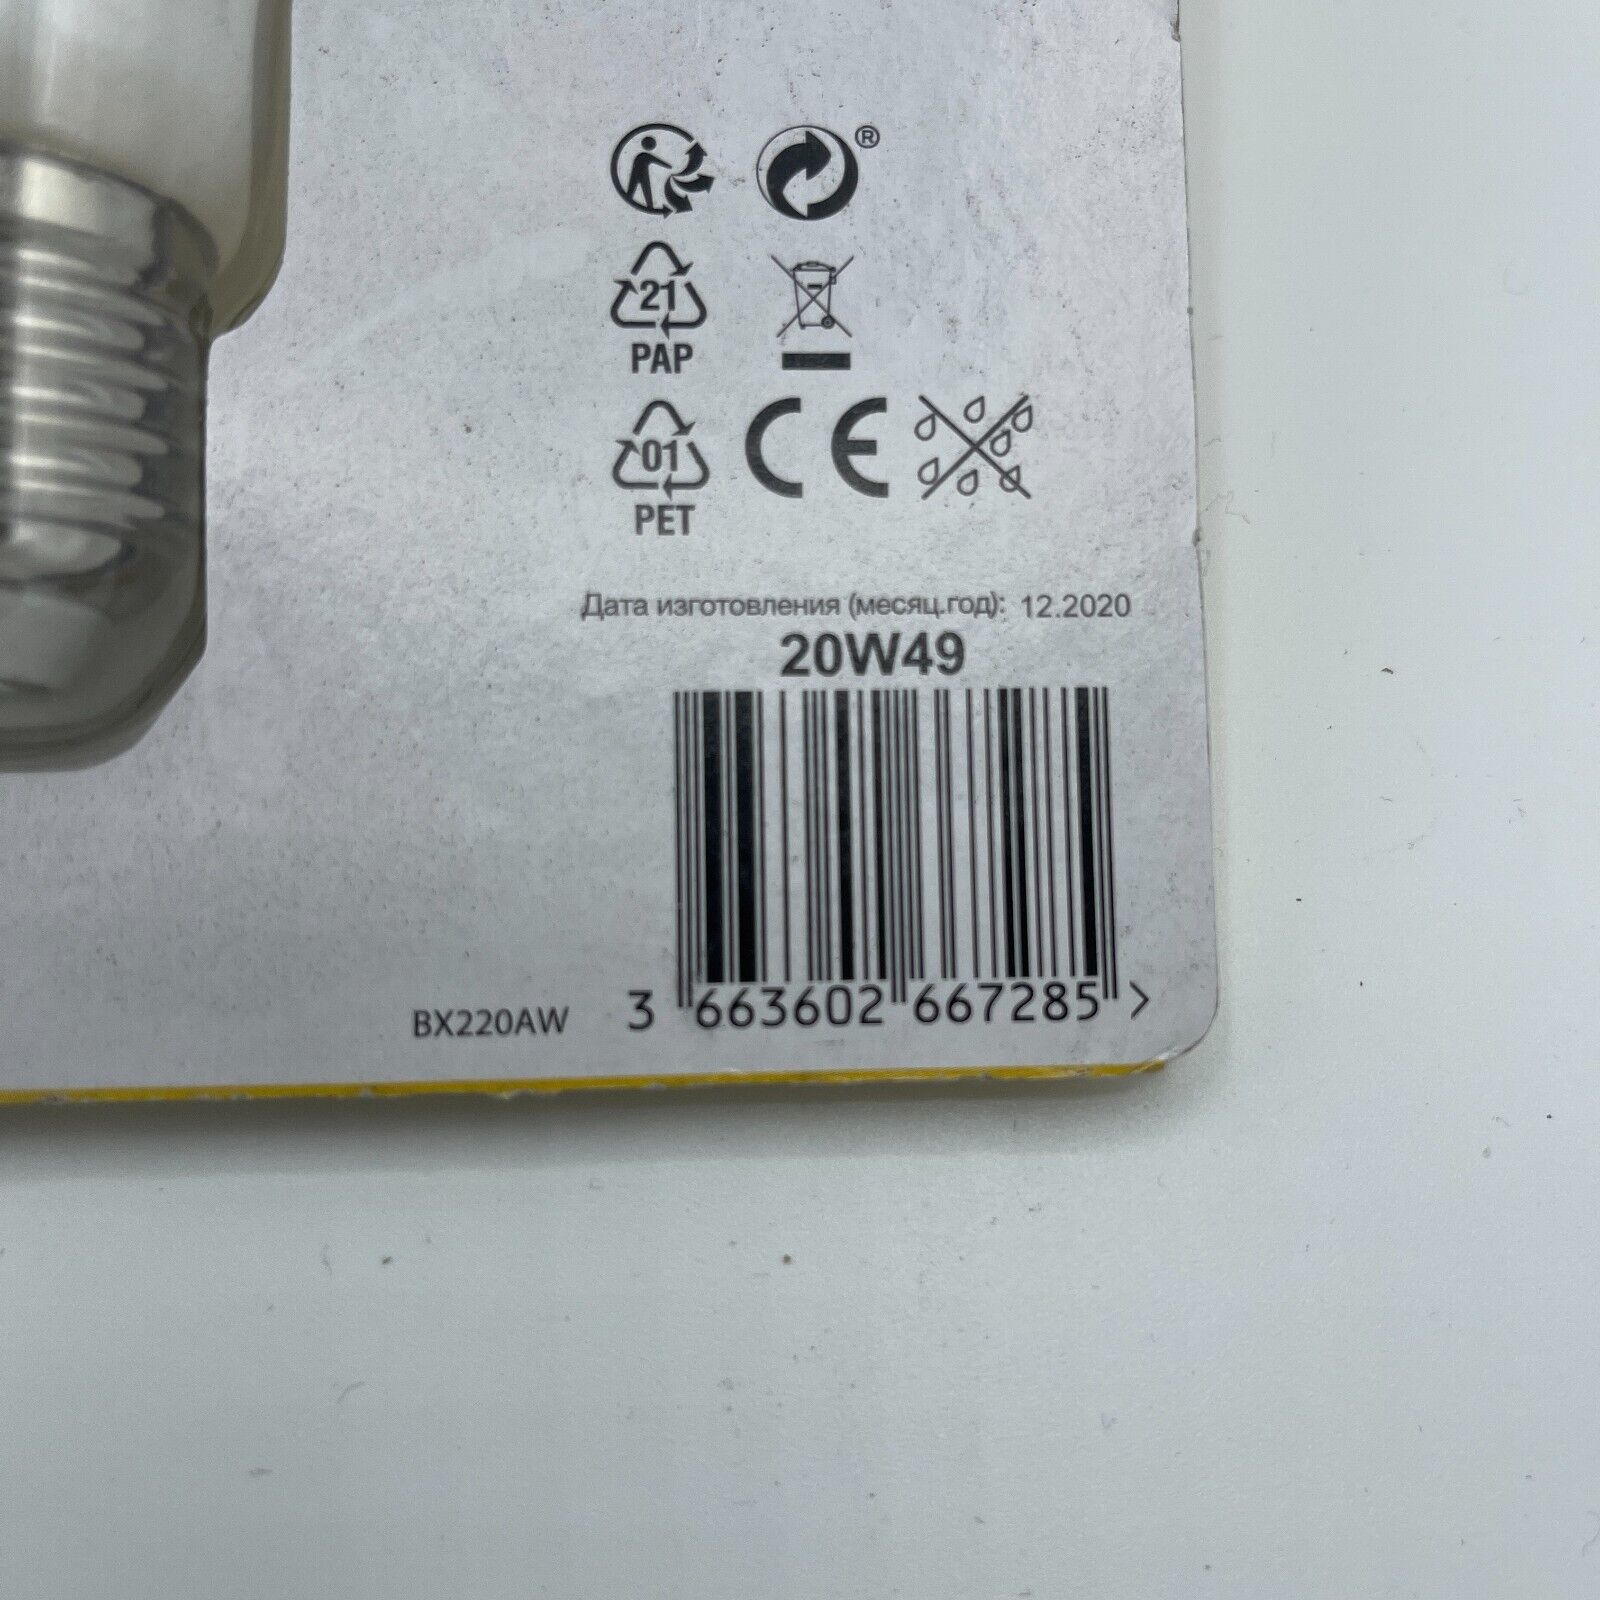 ®
21
PAP
01
PET
CE
Дата изготовления (месяц.год): 12.2020
20W49
BX220AW
3 663602 667285 >